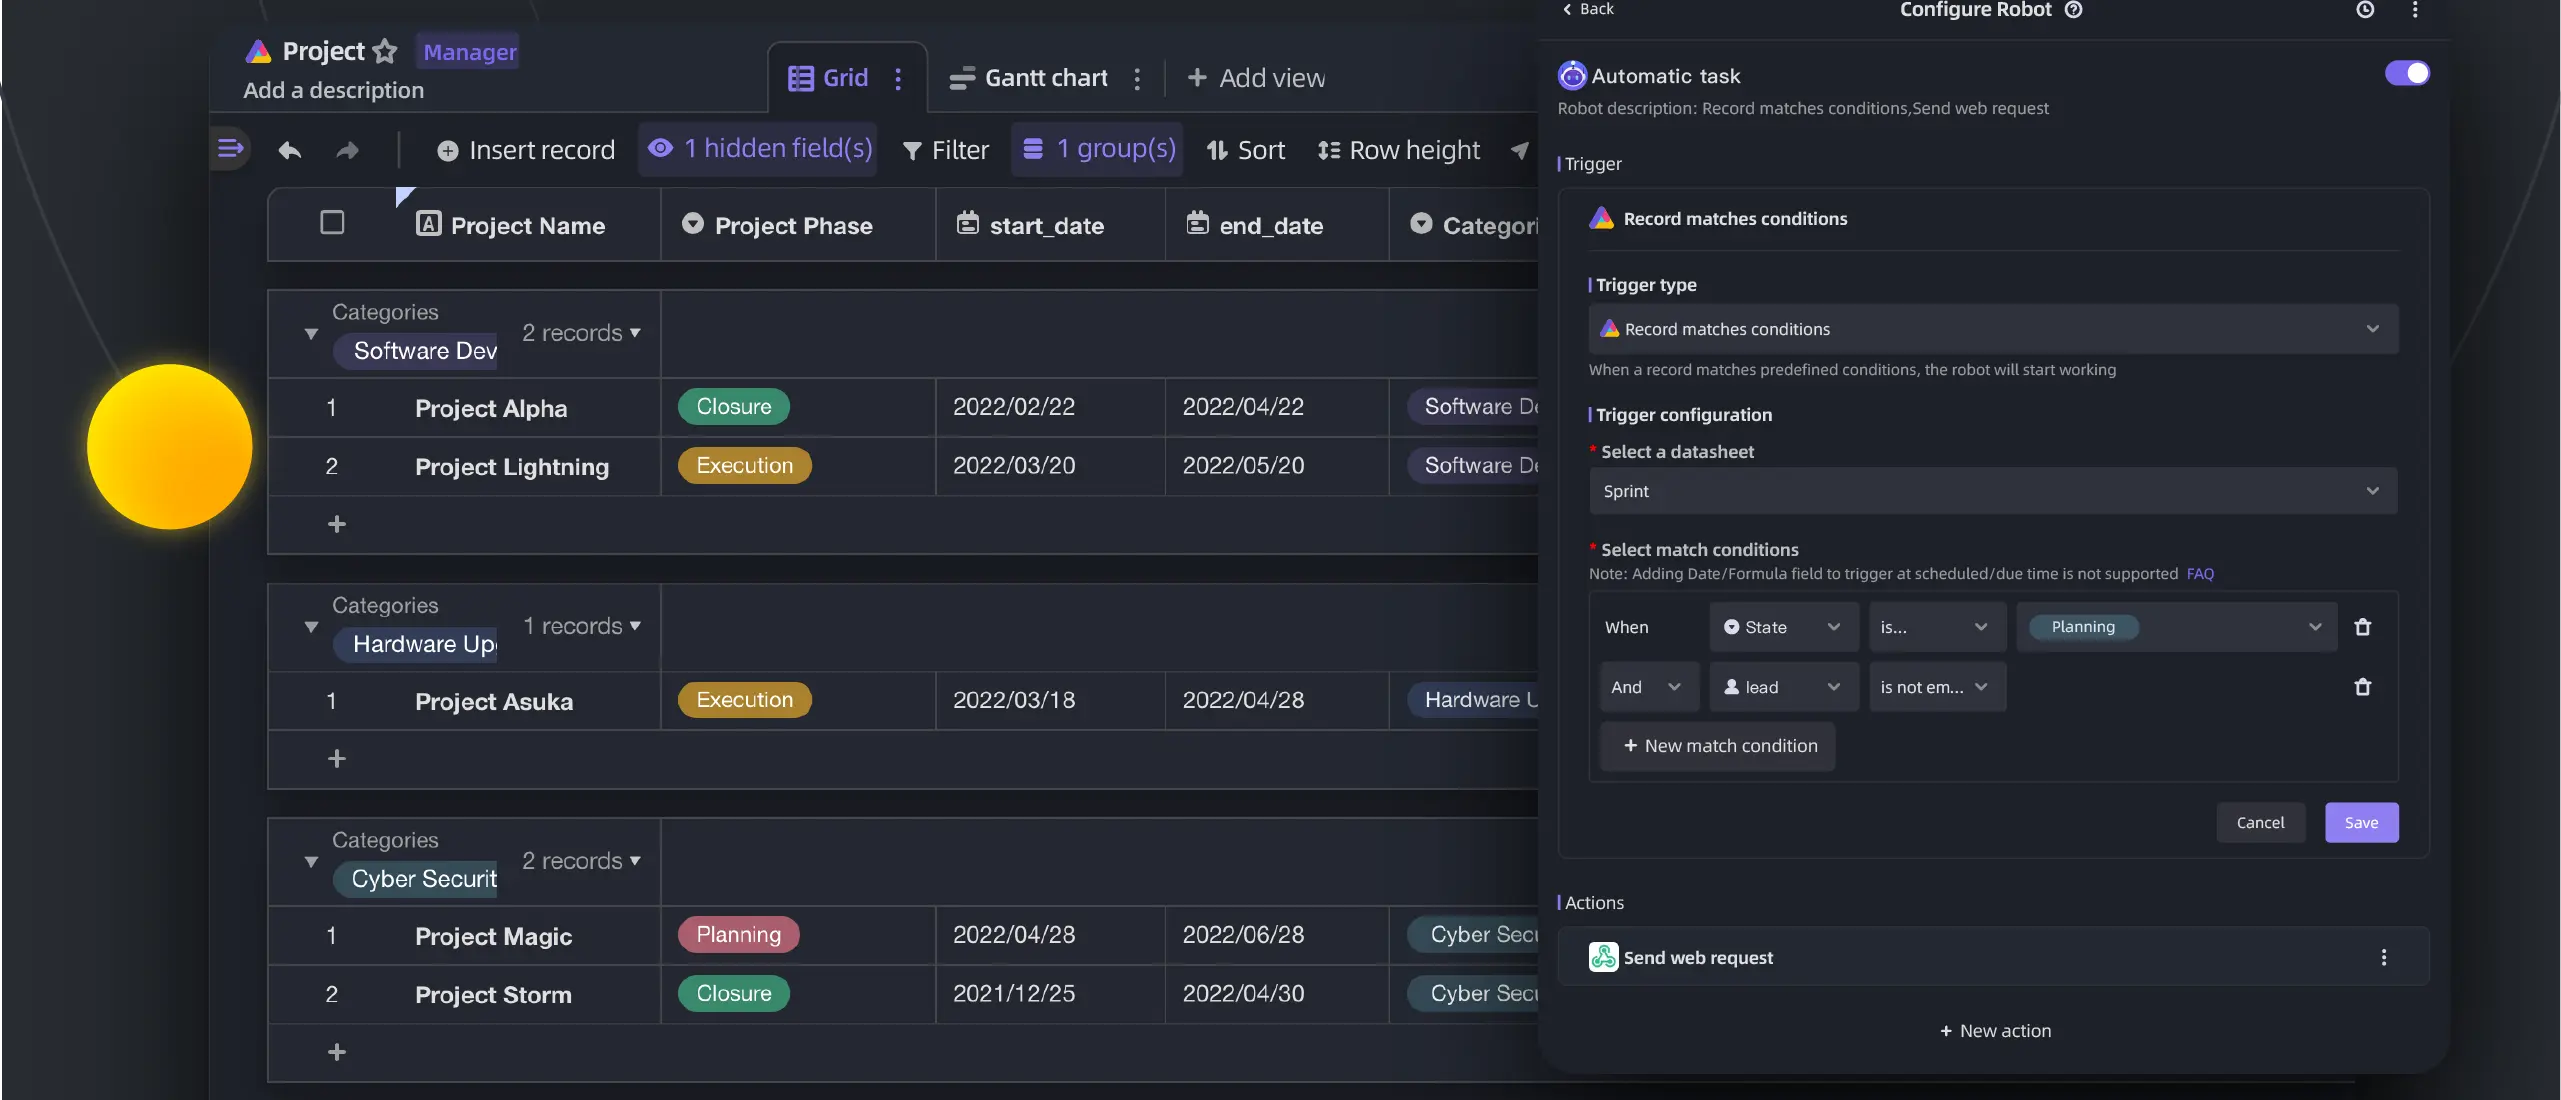 Project Manager
Add a description
Grid
Gantt chart
+ Add view
Insert record
1 hidden field(s)
Filter
1 group(s)
Sort
Row height
Project Name
Project Phase
start_date
end_date
Categori
Categories
Software Dev
2 records
1 Project Alpha Closure 2022/02/22 2022/04/22 Software De
2 Project Lightning Execution 2022/03/20 2022/05/20 Software De
+
Categories
Hardware Up
1 records
1 Project Asuka Execution 2022/03/18 2022/04/28 Hardware U
+
Categories
Cyber Securit
2 records
1 Project Magic Planning 2022/04/28 2022/06/28 Cyber Secu
2 Project Storm Closure 2021/12/25 2022/04/30 Cyber Secu
+
Back
Configure Robot
Automatic task
Robot description: Record matches conditions,Send web request
Trigger
Record matches conditions
Trigger type
Record matches conditions
When a record matches predefined conditions, the robot will start working
Trigger configuration
* Select a datasheet
Sprint
* Select match conditions
Note: Adding Date/Formula field to trigger at scheduled/due time is not supported FAQ
When State is... Planning
And lead is not em...
+ New match condition
Cancel
Save
Actions
Send web request
+ New action